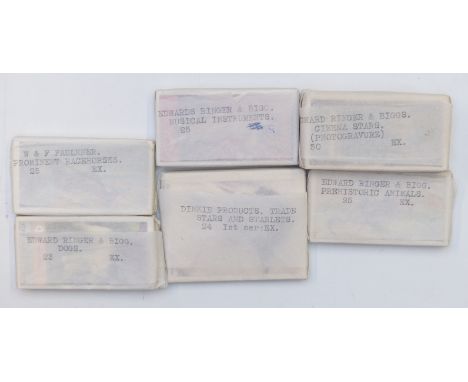 EDWARDS RINGER & BIGG.
MUSICAL INSTRUMENTS.
25
EDWARD RINGER & BIGGS.
CINEMA STARS.
(PHOTOGRAVURE)
50 EX.
W & F FAULKNER.
PROMINENT RACEHORSES.
25 EX.
DINKIE PRODUCTS. TRADE
STARS AND STARLETS.
24 1st ser:EX.
EDWARD RINGER & BIGG.
PREHISTORIC ANIMALS.
25 EX.
EDWARD RINGER & BIGG.
DOGS.
23 EX.